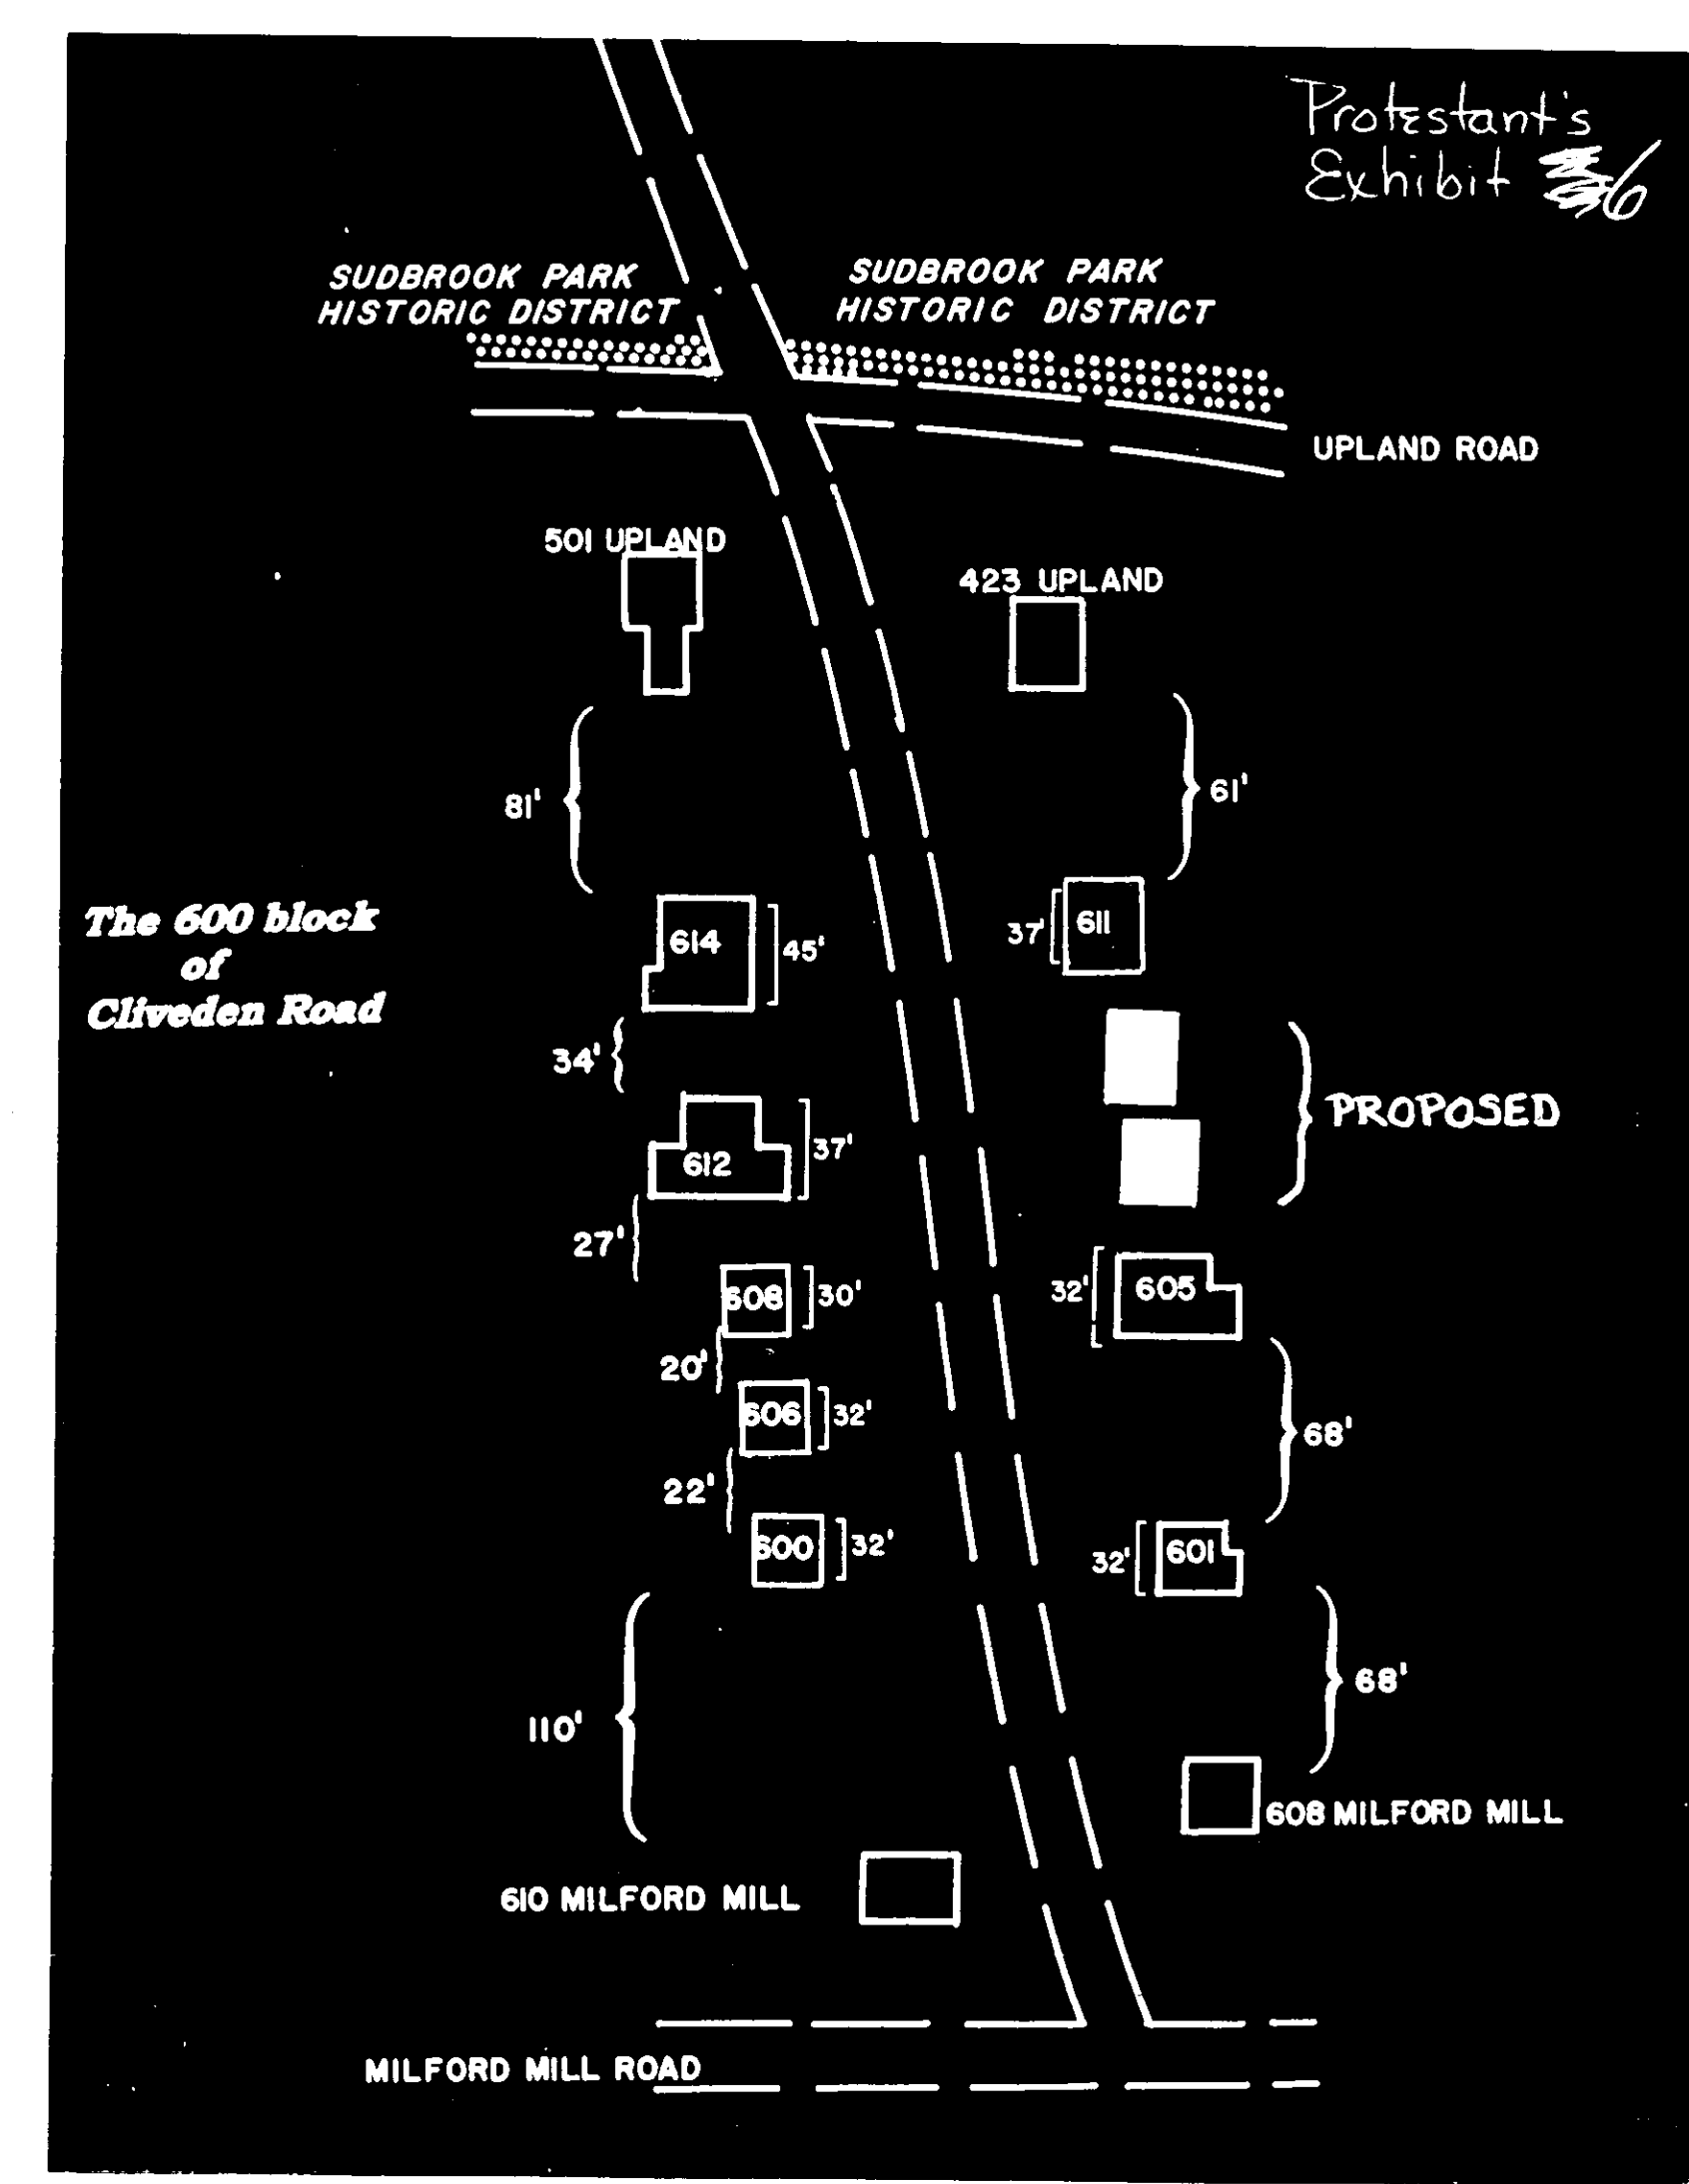 Protestant's
Exhibit 6
SUDBROOK PARK
HISTORIC DISTRICT
SUDBROOK PARK
HISTORIC DISTRICT
UPLAND ROAD
501 UPLAND
423 UPLAND
81'
61'
The 600 block
of
Cliveden Road
614
45'
37'
611
34'
PROPOSED
612
37'
27'
608
30'
32'
605
20'
606
32'
68'
22'
600
32'
32'
601
110'
68'
608 MILFORD MILL
610 MILFORD MILL
MILFORD MILL ROAD